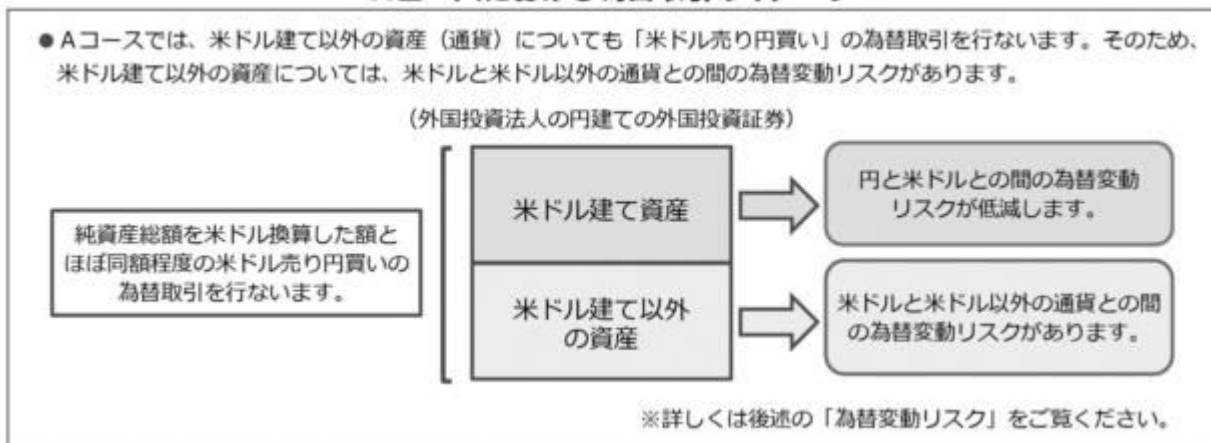 ● Aコースでは、米ドル建て以外の資産（通貨）についても「米ドル売り円買い」の為替取引を行ないます。そのため、
米ドル建て以外の資産については、米ドルと米ドル以外の通貨との間の為替変動リスクがあります。
（外国投資法人の円建ての外国投資証券）
純資産総額を米ドル換算した額と
ほぼ同額程度の米ドル売り円買いの
為替取引を行ないます。
米ドル建て資産
円と米ドルとの間の為替変動
リスクが低減します。
米ドル建て以外
の資産
米ドルと米ドル以外の通貨との間
の為替変動リスクがあります。
※詳しくは後述の「為替変動リスク」をご覧ください。